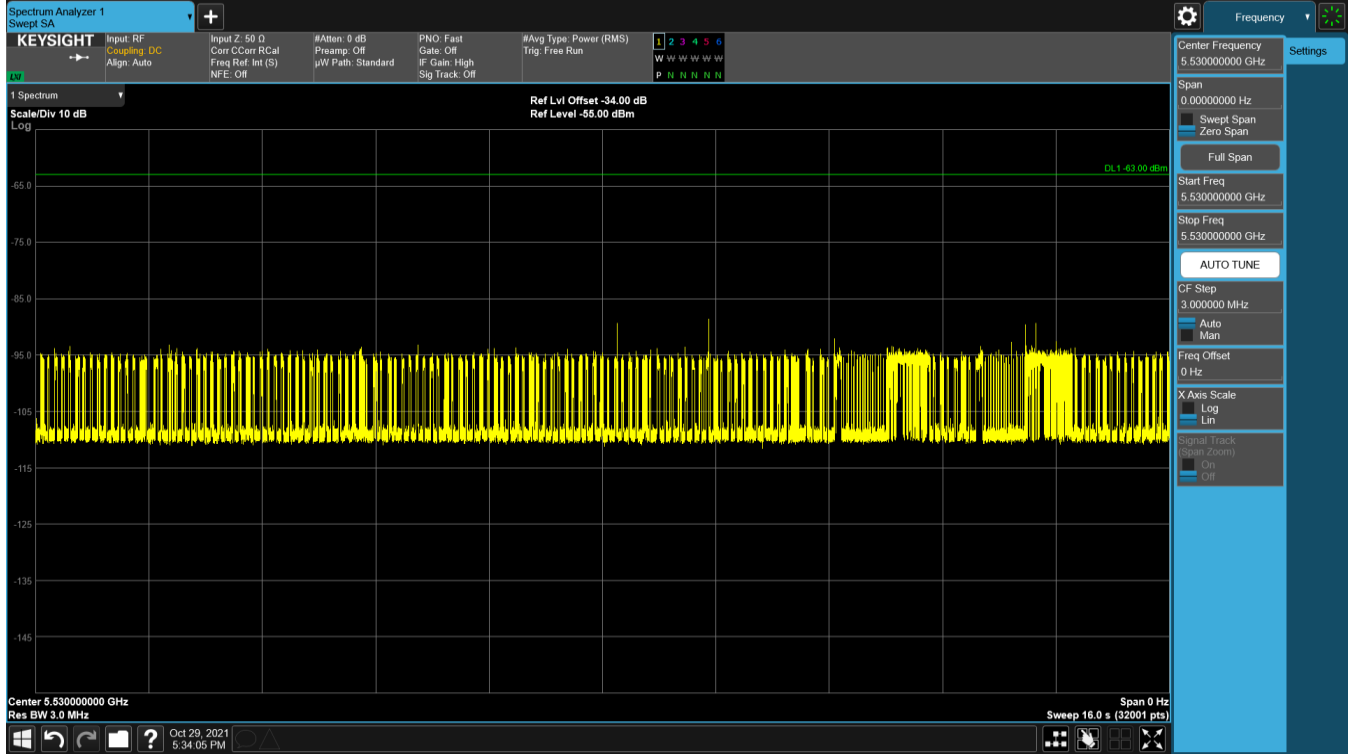 Spectrum Analyzer 1
Swept SA
Frequency
KEYSIGHT
LXI
Input: RF
Coupling: DC
Align: Auto
Input Z: 50 Ω
Corr CCorr RCal
Freq Ref: Int (S)
NFE: Off
#Atten: 0 dB
Preamp: Off
µW Path: Standard
PNO: Fast
Gate: Off
IF Gain: High
Sig Track: Off
#Avg Type: Power (RMS)
Trig: Free Run
1 2 3 4 5 6
W W W W W W
P N N N N N
Center Frequency
5.530000000 GHz
Settings
Span
0.00000000 Hz
Swept Span
Zero Span
Full Span
Start Freq
5.530000000 GHz
Stop Freq
5.530000000 GHz
AUTO TUNE
CF Step
3.000000 MHz
Auto
Man
Freq Offset
0 Hz
X Axis Scale
Log
Lin
Signal Track
(Span Zoom)
On
Off
1 Spectrum
Scale/Div 10 dB
Log
Ref Lvl Offset -34.00 dB
Ref Level -55.00 dBm
DL1 -63.00 dBm
-65.0
-75.0
-85.0
-95.0
-105
-115
-125
-135
-145
Center 5.530000000 GHz
Res BW 3.0 MHz
Span 0 Hz
Sweep 16.0 s (32001 pts)
?
Oct 29, 2021
5:34:05 PM